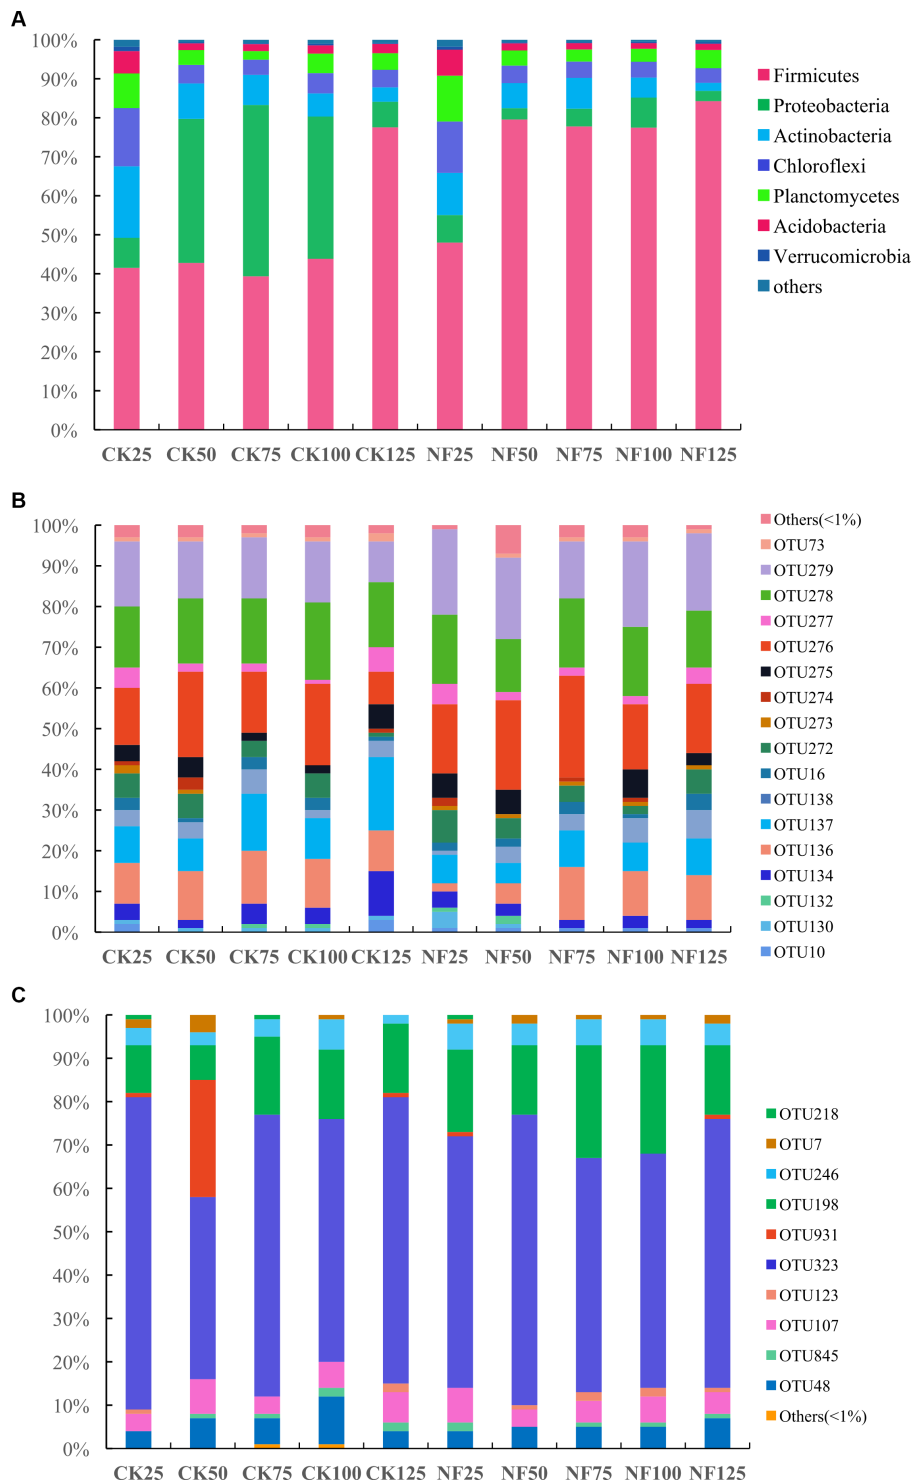 A
100%
90%
80%
70%
60%
50%
40%
30%
20%
10%
0%
CK25 CK50 CK75 CK100 CK125 NF25 NF50 NF75 NF100 NF125
Firmicutes
Proteobacteria
Actinobacteria
Chloroflexi
Planctomycetes
Acidobacteria
Verrucomicrobia
others
B
100%
90%
80%
70%
60%
50%
40%
30%
20%
10%
0%
CK25 CK50 CK75 CK100 CK125 NF25 NF50 NF75 NF100 NF125
Others(<1%)
OTU73
OTU279
OTU278
OTU277
OTU276
OTU275
OTU274
OTU273
OTU272
OTU16
OTU138
OTU137
OTU136
OTU134
OTU132
OTU130
OTU10
C
100%
90%
80%
70%
60%
50%
40%
30%
20%
10%
0%
CK25 CK50 CK75 CK100 CK125 NF25 NF50 NF75 NF100 NF125
OTU218
OTU7
OTU246
OTU198
OTU931
OTU323
OTU123
OTU107
OTU845
OTU48
Others(<1%)